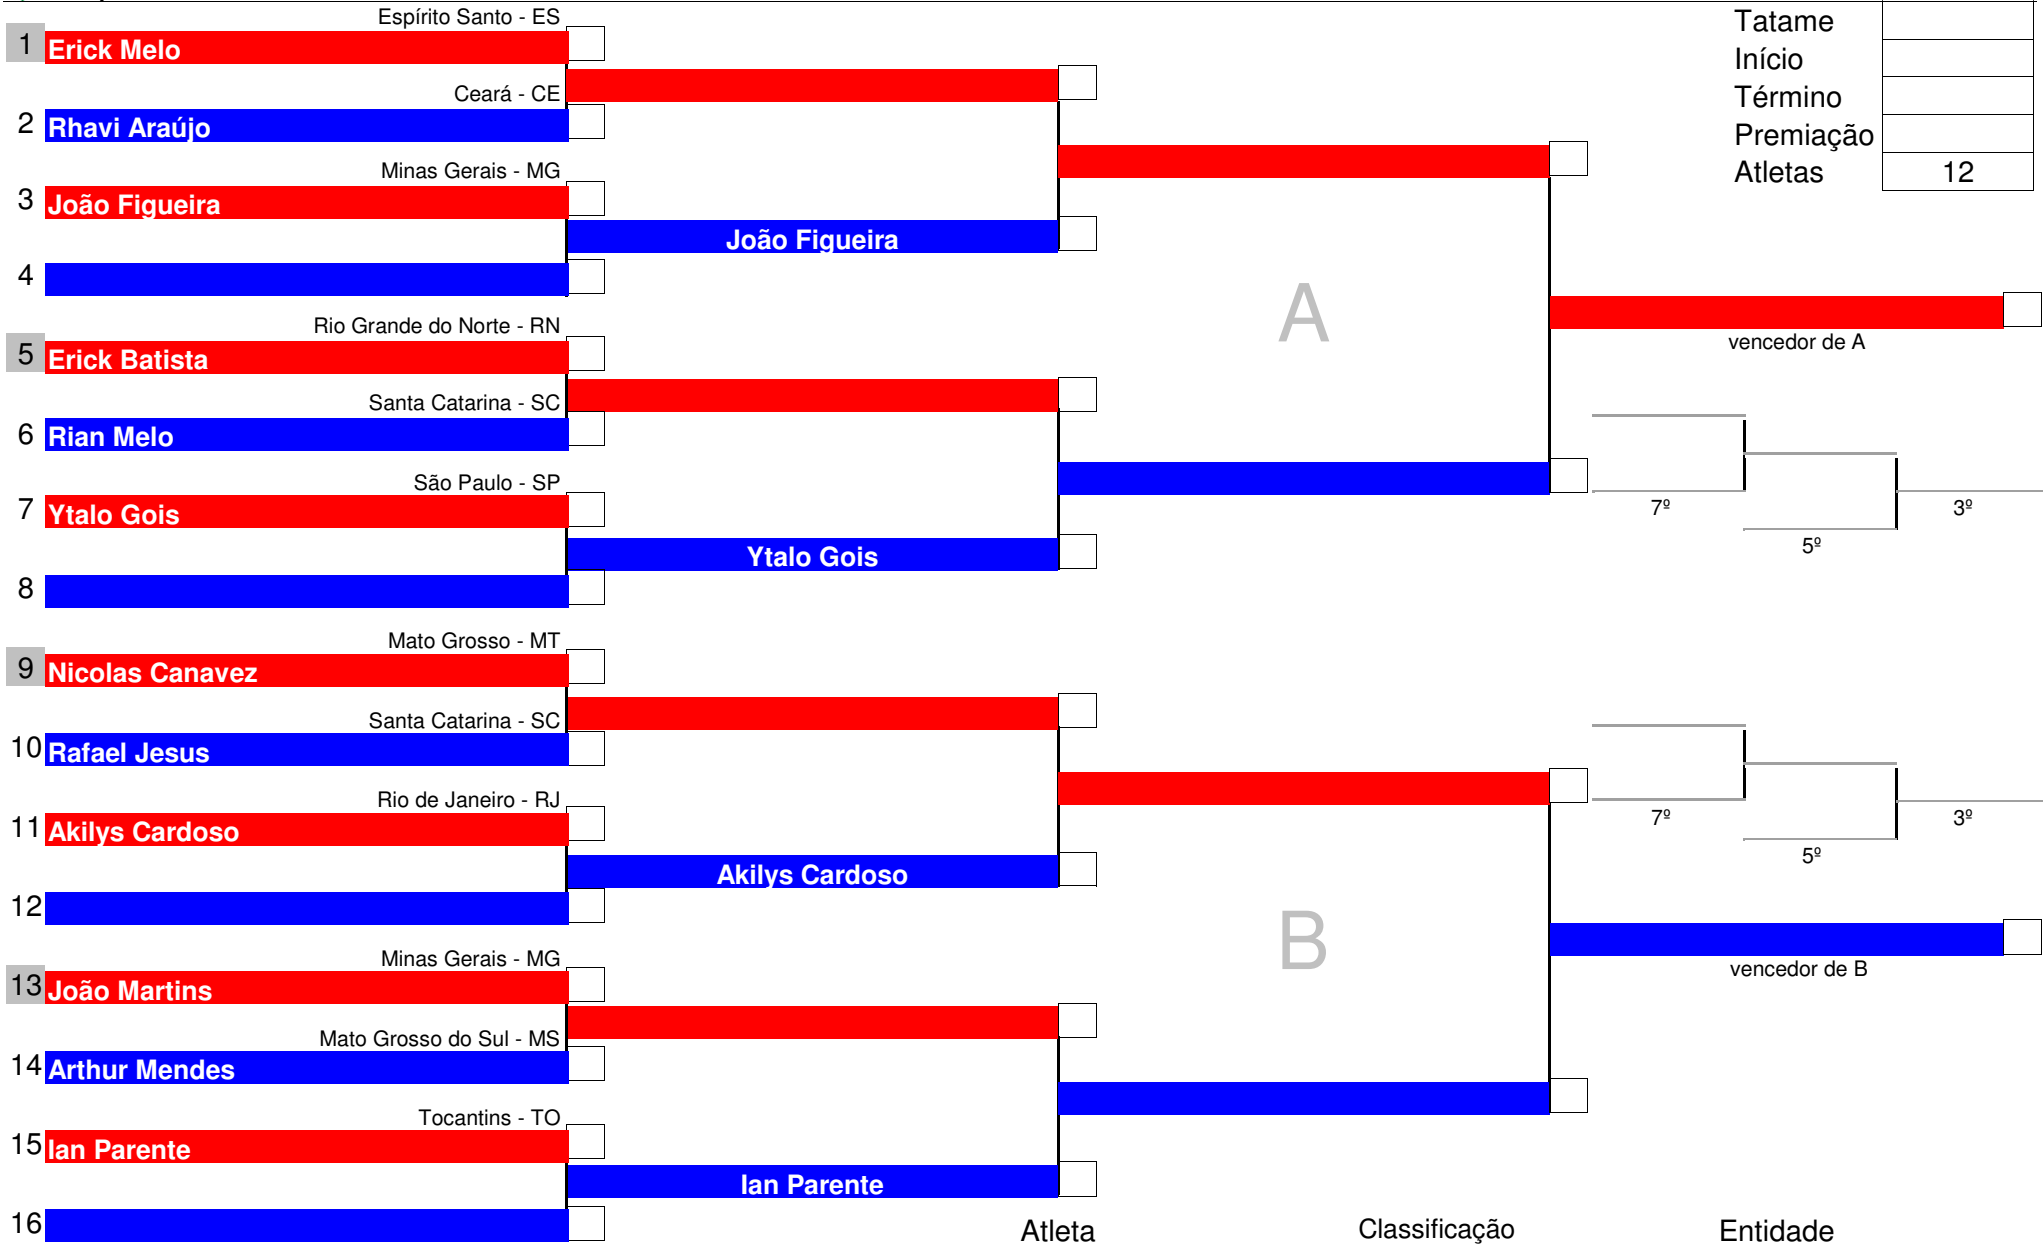 Espírito Santo - ES
1 Erick Melo
Ceará - CE
2 Rhavi Araújo
Minas Gerais - MG
3 João Figueira
João Figueira
4
Rio Grande do Norte - RN
5 Erick Batista
Santa Catarina - SC
6 Rian Melo
São Paulo - SP
7 Ytalo Gois
Ytalo Gois
8
Mato Grosso - MT
9 Nicolas Canavez
Santa Catarina - SC
10 Rafael Jesus
Rio de Janeiro - RJ
11 Akilys Cardoso
Akilys Cardoso
12
Minas Gerais - MG
13 João Martins
Mato Grosso do Sul - MS
14 Arthur Mendes
Tocantins - TO
15 Ian Parente
Ian Parente
16
A
B
Tatame
Início
Término
Premiação
Atletas 12
vencedor de A
7º
3º
5º
7º
3º
5º
vencedor de B
Atleta Classificação Entidade